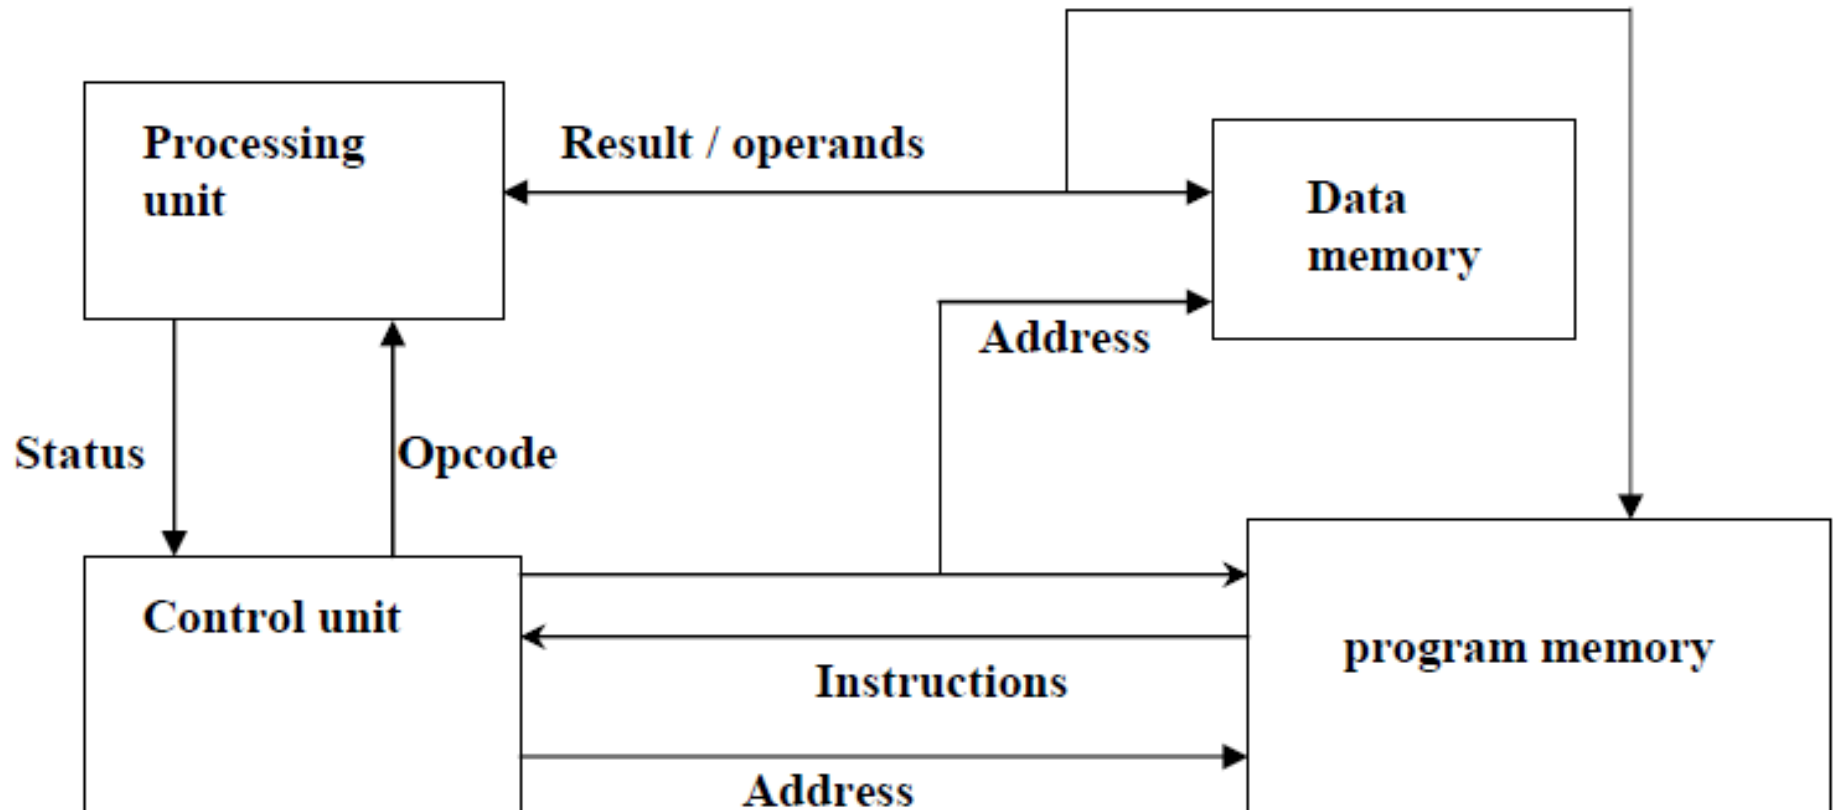 Processing
unit
Result / operands
Data
memory
Address
Status
Opcode
Control unit
program memory
Instructions
Address